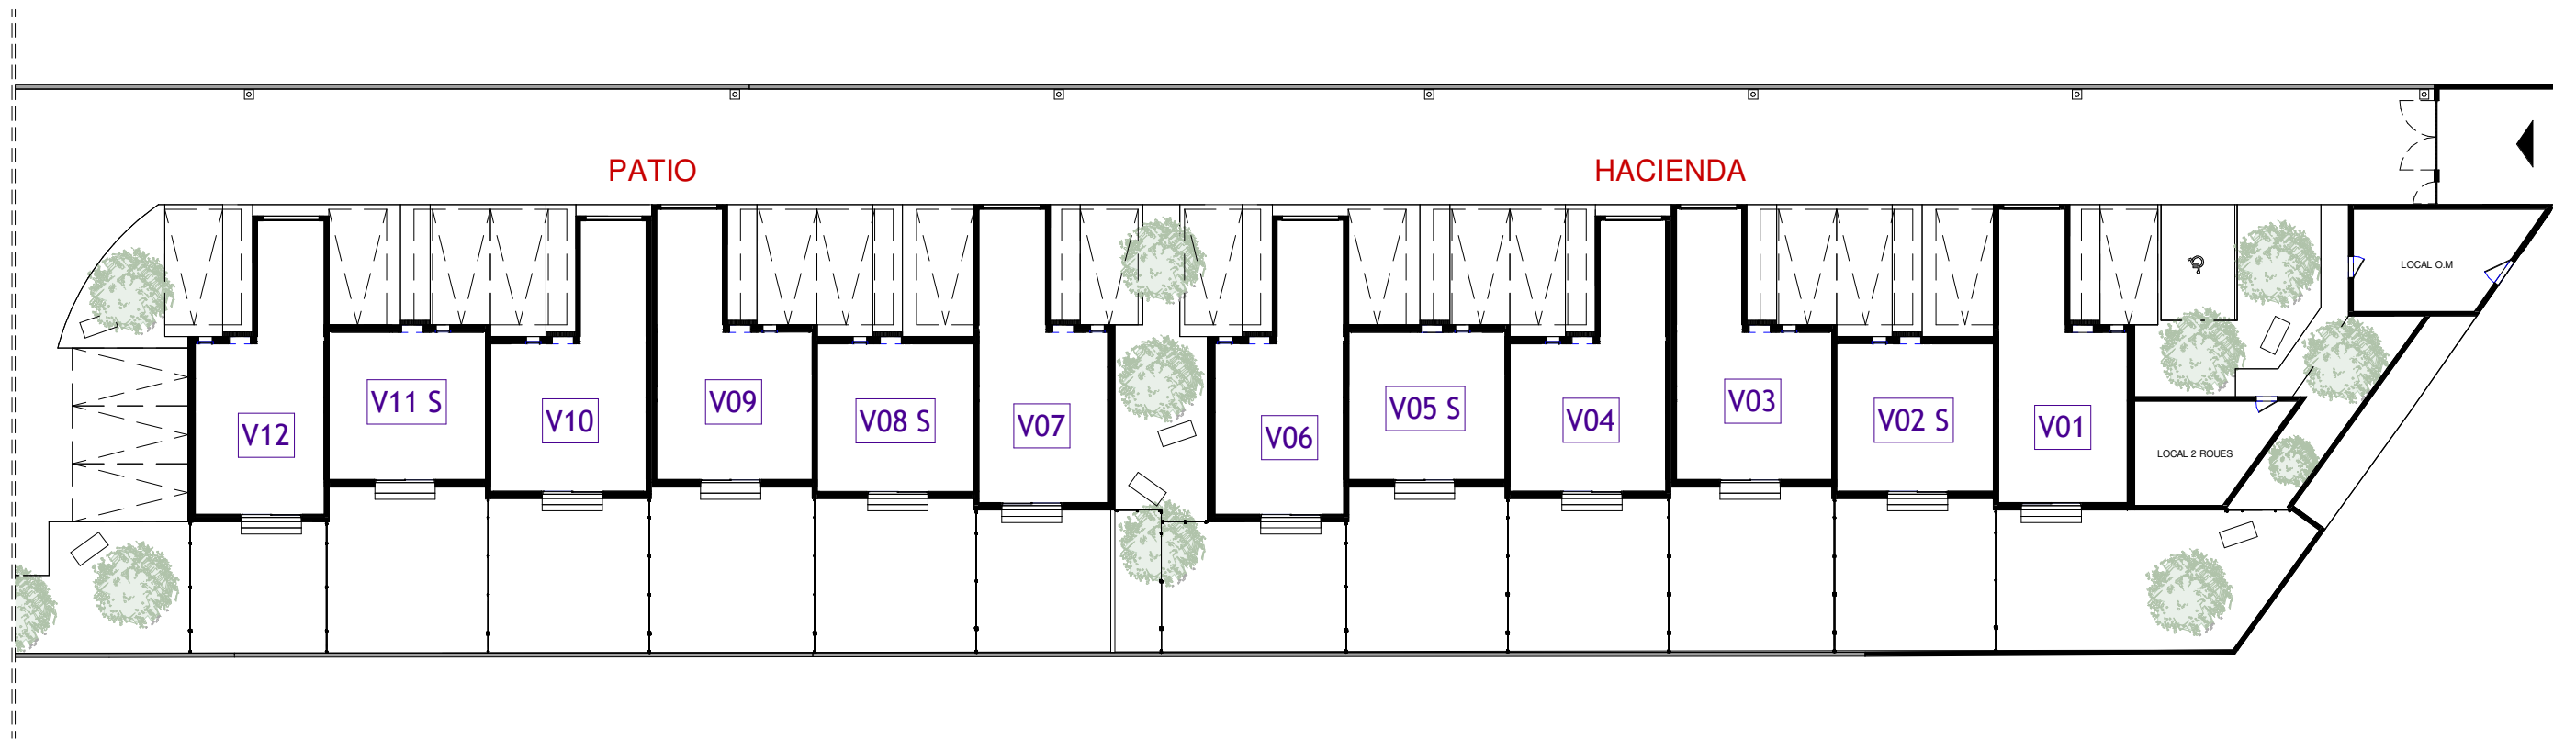 PATIO HACIENDA
LOCAL O.M
V12
V11 S
V10
V09
V08 S
V07
V06
V05 S
V04
V03
V02 S
V01
LOCAL 2 ROUES